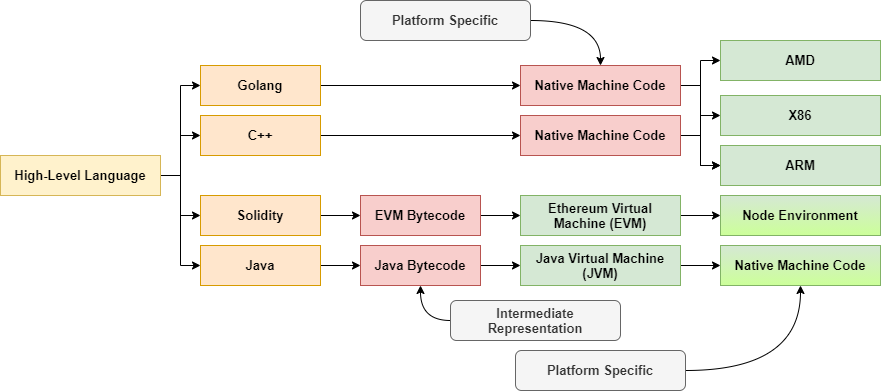 Platform Specific
AMD
Golang
Native Machine Code
X86
C++
Native Machine Code
ARM
High-Level Language
Solidity
EVM Bytecode
Ethereum Virtual
Machine (EVM)
Node Environment
Java
Java Bytecode
Java Virtual Machine
(JVM)
Native Machine Code
Intermediate
Representation
Platform Specific